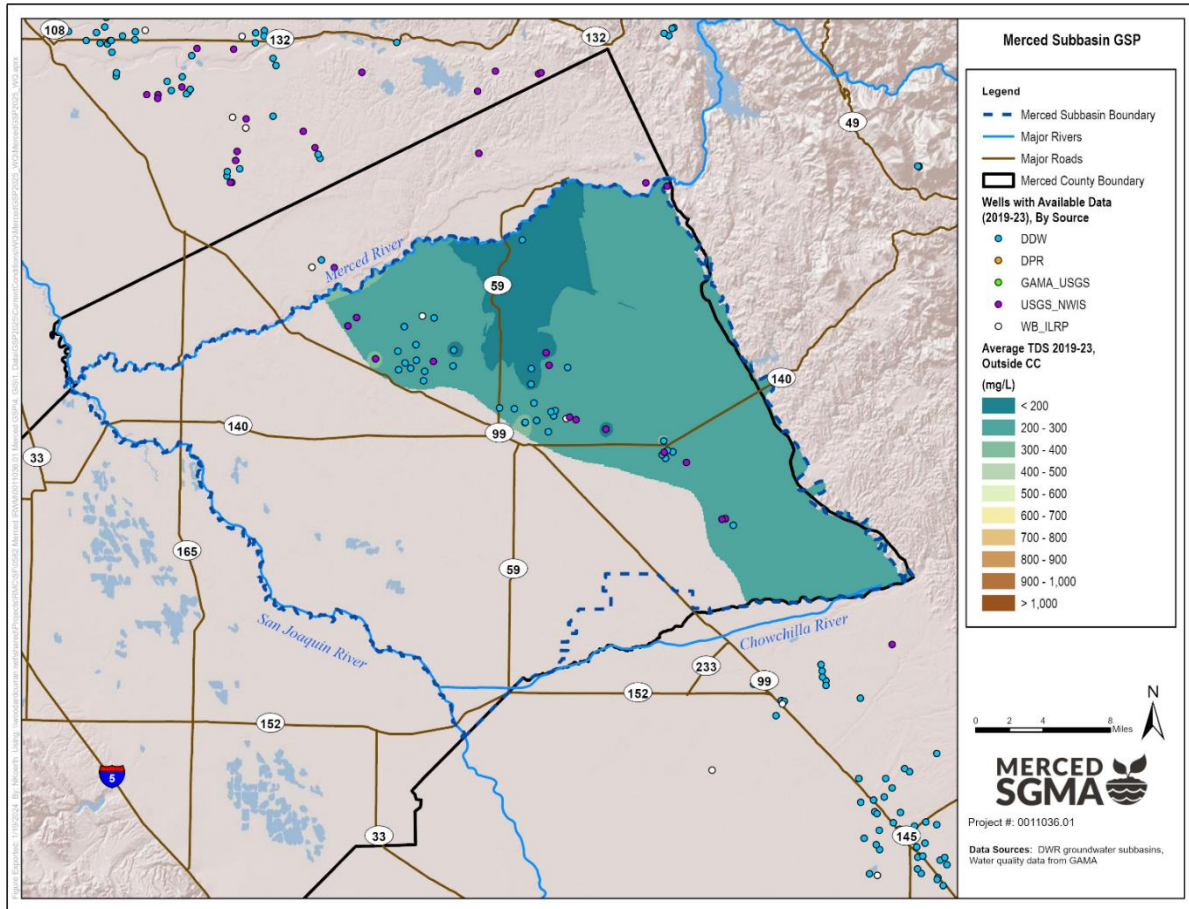 108
132
132
49
Merced River
59
140
140
99
33
165
59
San Joaquin River
Chowchilla River
233
99
152
152
5
33
145
Merced Subbasin GSP
Legend
Merced Subbasin Boundary
Major Rivers
Major Roads
Merced County Boundary
Wells with Available Data
(2019-23), By Source
DDW
DPR
GAMA_USGS
USGS_NWIS
WB_ILRP
Average TDS 2019-23,
Outside CC
(mg/L)
< 200
200 - 300
300 - 400
400 - 500
500 - 600
600 - 700
700 - 800
800 - 900
900 - 1,000
> 1,000
N
0 2 4 8
Miles
MERCED
SGMA
Project #: 0011036.01
Data Sources: DWR groundwater subbasins,
Water quality data from GAMA